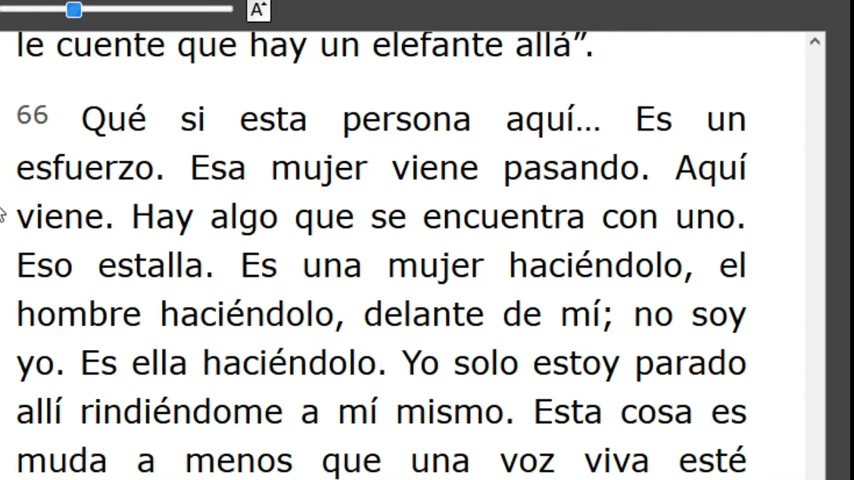 A
le cuente que hay un elefante allá”.
66 Qué si esta persona aquí... Es un
esfuerzo. Esa mujer viene pasando. Aquí
viene. Hay algo que se encuentra con uno.
Eso estalla. Es una mujer haciéndolo, el
hombre haciéndolo, delante de mí; no soy
yo. Es ella haciéndolo. Yo solo estoy parado
allí rindiéndome a mí mismo. Esta cosa es
muda a menos que una voz viva esté